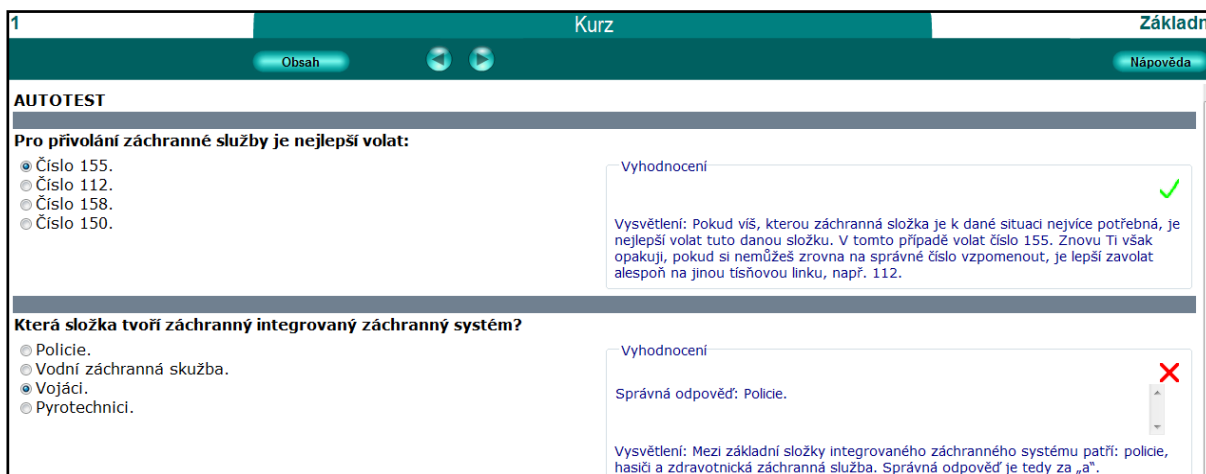 1 Kurz Základn
Obsah Nápověda
AUTOTEST
Pro přivolání záchranné služby je nejlepší volat:
Číslo 155.
Číslo 112.
Číslo 158.
Číslo 150.
Vyhodnocení
Vysvětlení: Pokud víš, kterou záchranná složka je k dané situaci nejvíce potřebná, je
nejlepší volat tuto danou složku. V tomto případě volat číslo 155. Znovu Ti však
opakuji, pokud si nemůžeš zrovna na správné číslo vzpomenout, je lepší zavolat
alespoň na jinou tísňovou linku, např. 112.
Která složka tvoří záchranný integrovaný záchranný systém?
Policie.
Vodní záchranná skužba.
Vojáci.
Pyrotechnici.
Vyhodnocení
Správná odpověď: Policie.
Vysvětlení: Mezi základní složky integrovaného záchranného systému patří: policie,
hasiči a zdravotnická záchranná služba. Správná odpověď je tedy za „a".